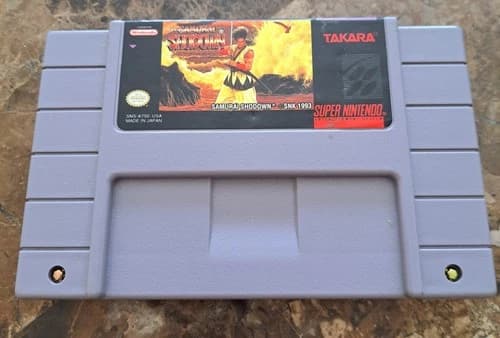 Nintendo
SAMURAI
SHODOWN
TAKARA
SAMURAI SHODOWN™ © SNK 1993
SNS-A7SE-USA
MADE IN JAPAN
SUPER NINTENDO